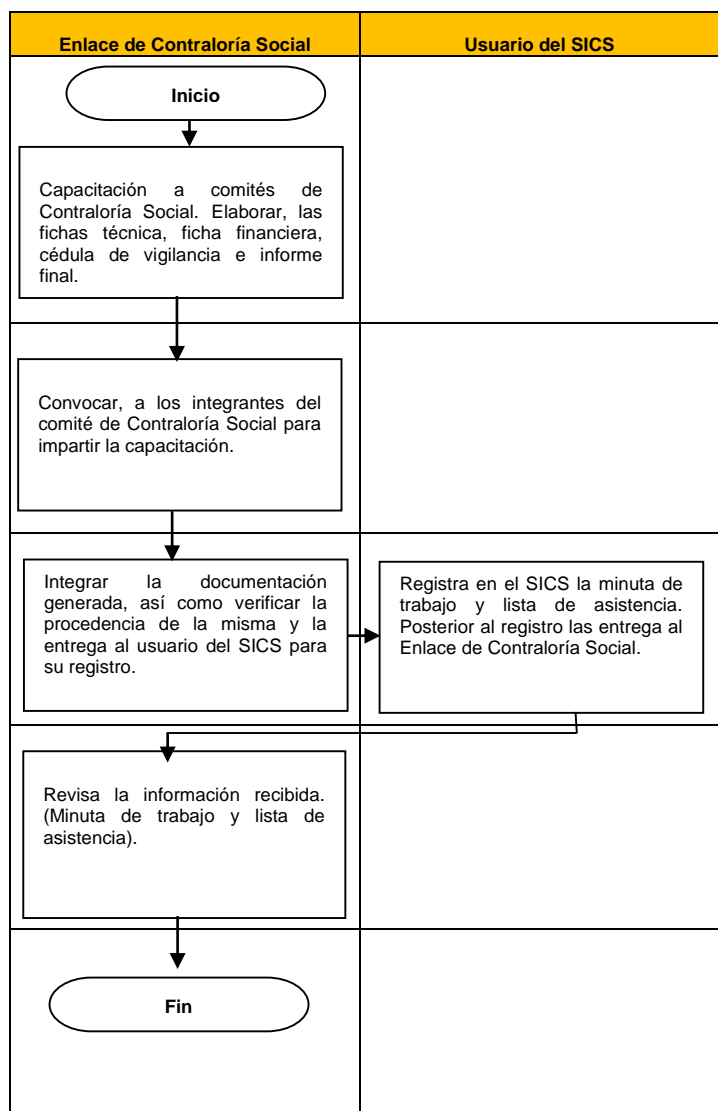 Enlace de Contraloría Social
Usuario del SICS
Inicio
Capacitación a comités de
Contraloría Social. Elaborar, las
fichas técnica, ficha financiera,
cédula de vigilancia e informe
final.
Convocar, a los integrantes del
comité de Contraloría Social para
impartir la capacitación.
Integrar la documentación
generada, así como verificar la
procedencia de la misma y la
entrega al usuario del SICS para
su registro.
Registra en el SICS la minuta de
trabajo y lista de asistencia.
Posterior al registro las entrega al
Enlace de Contraloría Social.
Revisa la información recibida.
(Minuta de trabajo y lista de
asistencia).
Fin